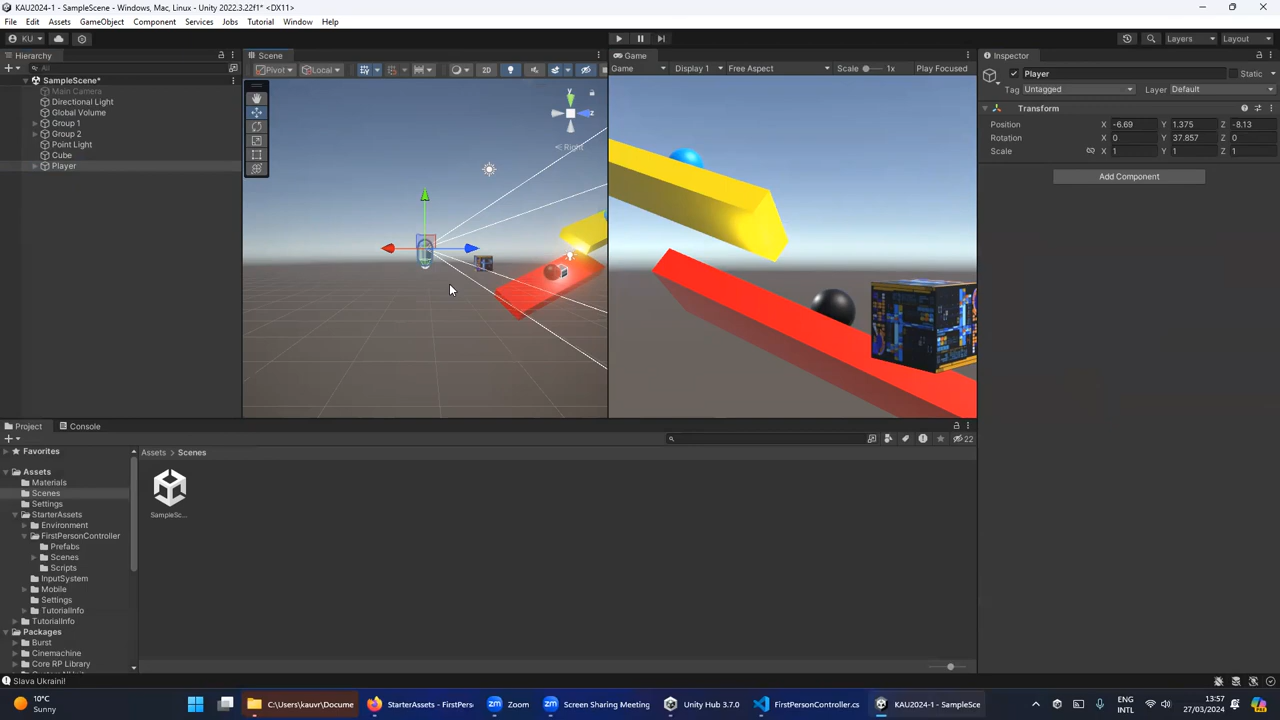 KAU2024-1 - SampleScene - Windows, Mac, Linux - Unity 2022.3.22f1* <DX11>
File Edit Assets GameObject Component Services Jobs Tutorial Window Help
KU
Layers Layout
Hierarchy
All
SampleScene*
Main Camera
Directional Light
Global Volume
Group 1
Group 2
Point Light
Cube
Player
Scene
Pivot Local 2D
y
z
Right
Game
Game Display 1 Free Aspect Scale 1x Play Focused
Inspector
Player Static
Tag Untagged Layer Default
Transform
Position X -6.69 Y 1.375 Z -8.13
Rotation X 0 Y 37.857 Z 0
Scale X 1 Y 1 Z 1
Add Component
Project Console
22
Favorites
Assets
Materials
Scenes
Settings
StarterAssets
Environment
FirstPersonController
Prefabs
Scenes
Scripts
InputSystem
Mobile
Settings
TutorialInfo
TutorialInfo
Packages
Burst
Cinemachine
Core RP Library
Assets > Scenes
SampleSc...
Slava Ukraini!
10°C
Sunny
C:\Users\kauvr\Docume
StarterAssets - FirstPers
Zoom
Screen Sharing Meeting
Unity Hub 3.7.0
FirstPersonController.cs
KAU2024-1 - SampleSce
ENG
INTL
13:57
27/03/2024